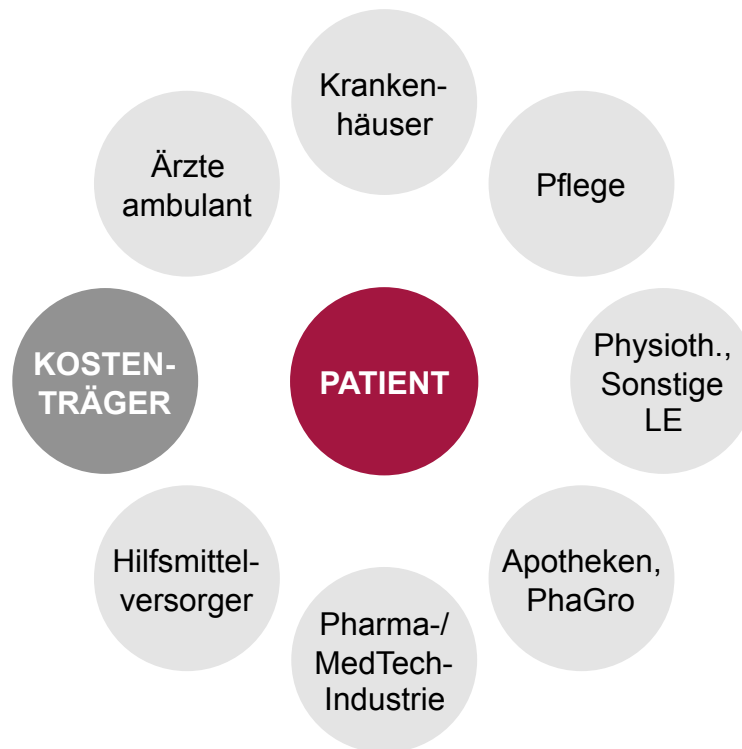 Kranken-
häuser
Ärzte
ambulant
Pflege
KOSTEN-
TRÄGER
PATIENT
Physioth.,
Sonstige
LE
Hilfsmittel-
versorger
Apotheken,
PhaGro
Pharma-/
MedTech-
Industrie